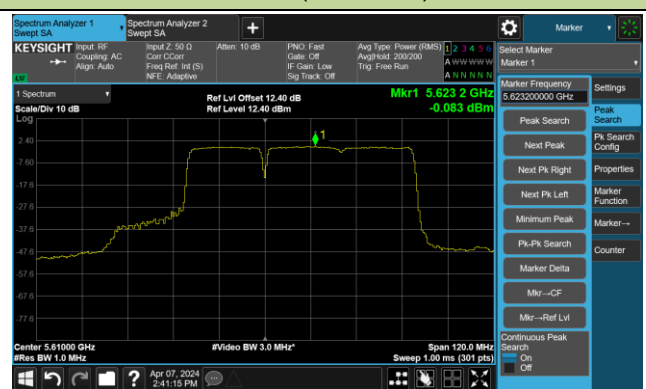 Spectrum Analyzer 1
Swept SA
Spectrum Analyzer 2
Swept SA
Marker
KEYSIGHT
Input: RF
Coupling: AC
Align: Auto
Input Z: 50 Ω
Corr CCorr
Freq Ref: Int (S)
NFE: Adaptive
Atten: 10 dB
PNO: Fast
Gate: Off
IF Gain: Low
Sig Track: Off
Avg Type: Power (RMS)
Avg|Hold: 200/200
Trig: Free Run
1 2 3 4 5 6
A W W W W W
A N N N N N
LXI
Select Marker
Marker 1
1 Spectrum
Scale/Div 10 dB
Log
Ref Lvl Offset 12.40 dB
Ref Level 12.40 dBm
Mkr1 5.623 2 GHz
-0.083 dBm
1
2.40
-7.60
-17.6
-27.6
-37.6
-47.6
-57.6
-67.6
-77.6
Center 5.61000 GHz
#Res BW 1.0 MHz
#Video BW 3.0 MHz*
Span 120.0 MHz
Sweep 1.00 ms (301 pts)
Marker Frequency
5.623200000 GHz
Peak Search
Next Peak
Next Pk Right
Next Pk Left
Minimum Peak
Pk-Pk Search
Marker Delta
Mkr→CF
Mkr→Ref Lvl
Continuous Peak
Search
On
Off
Settings
Peak
Search
Pk Search
Config
Properties
Marker
Function
Marker→
Counter
?
Apr 07, 2024
2:41:15 PM